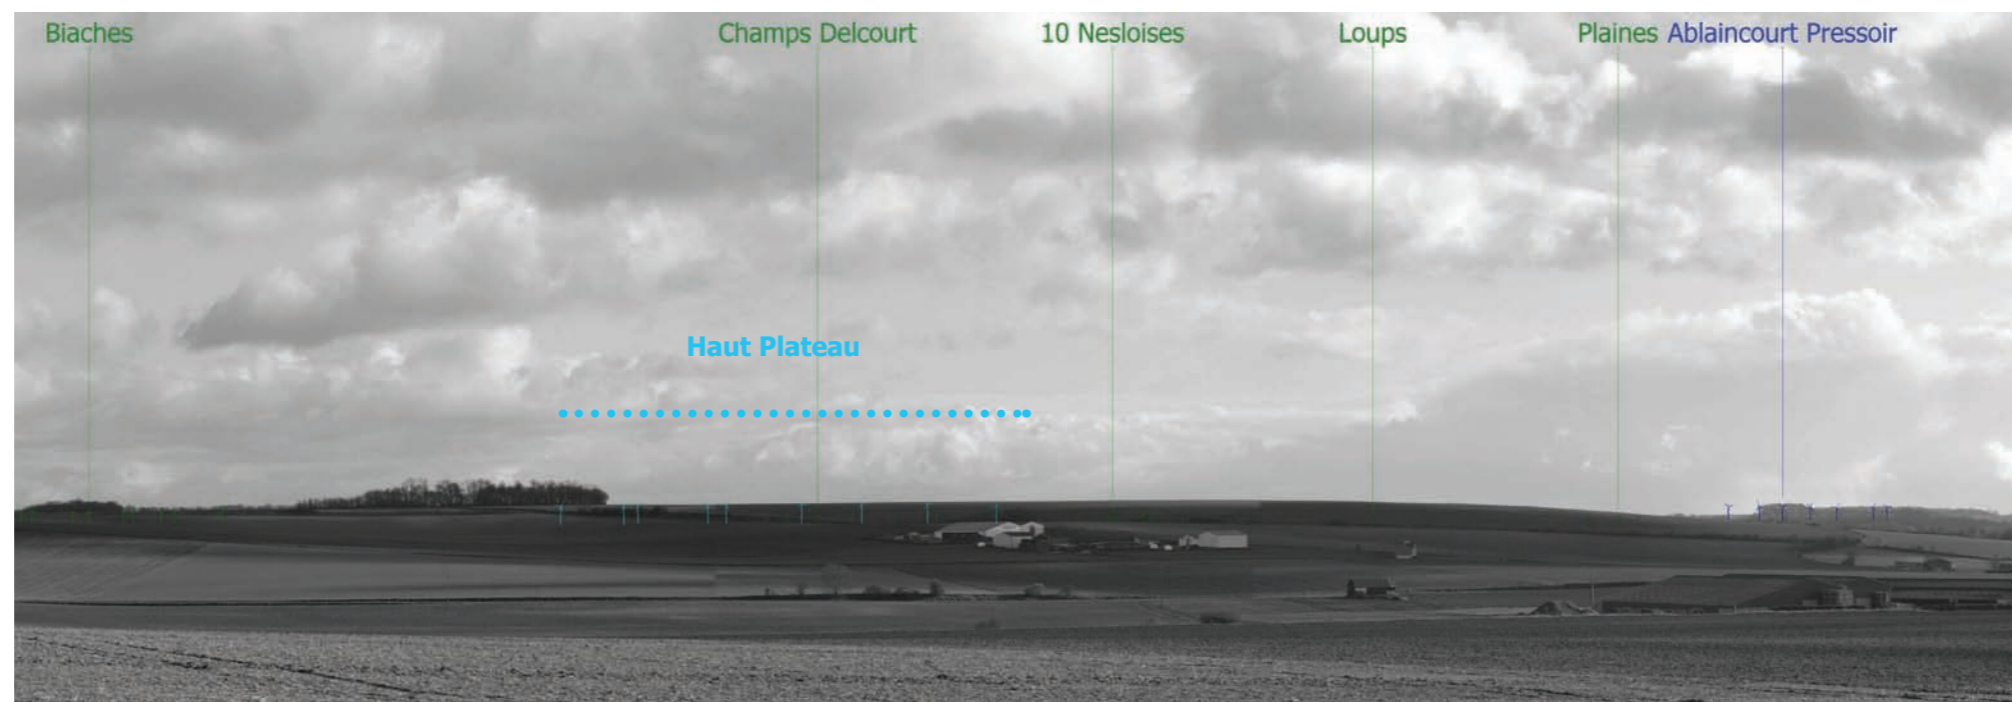 Biaches
Champs Delcourt
10 Nesloises
Loups
Plaines
Ablaincourt Pressoir
Haut Plateau